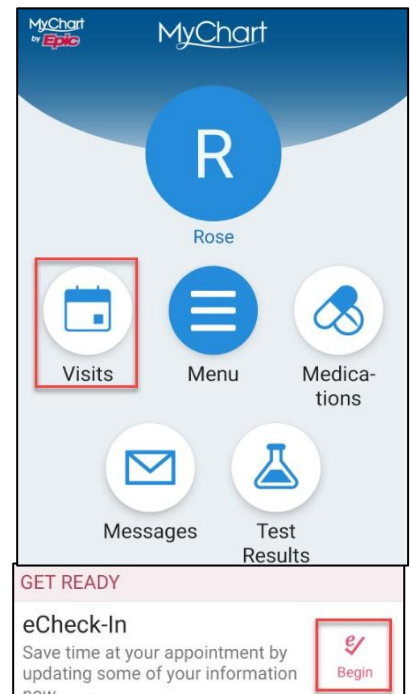 MyChart
by Epic
MyChart
R
Rose
Visits
Menu
Medica-
tions
Messages
Test
Results
GET READY
eCheck-In
Save time at your appointment by
updating some of your information
now
Begin